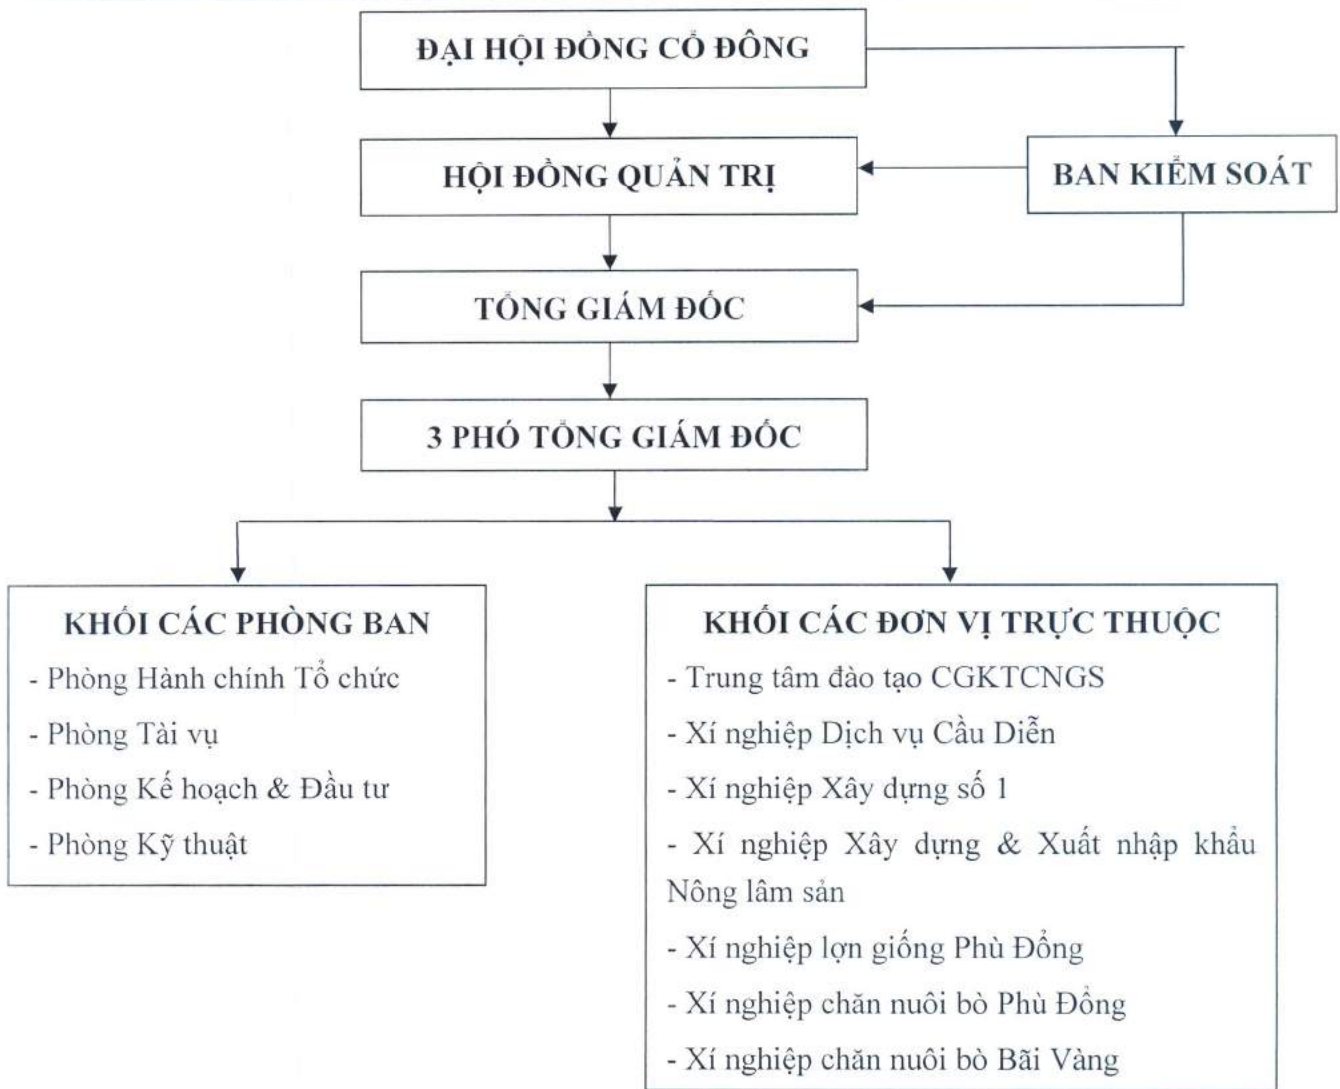 ĐẠI HỘI ĐỒNG CỔ ĐÔNG
HỘI ĐỒNG QUẢN TRỊ
BAN KIỂM SOÁT
TỔNG GIÁM ĐỐC
3 PHÓ TỔNG GIÁM ĐỐC
KHỐI CÁC PHÒNG BAN
- Phòng Hành chính Tổ chức
- Phòng Tài vụ
- Phòng Kế hoạch & Đầu tư
- Phòng Kỹ thuật
KHỐI CÁC ĐƠN VỊ TRỰC THUỘC
- Trung tâm đào tạo CGKTCNGS
- Xí nghiệp Dịch vụ Cầu Diễn
- Xí nghiệp Xây dựng số 1
- Xí nghiệp Xây dựng & Xuất nhập khẩu
Nông lâm sản
- Xí nghiệp lợn giống Phù Đổng
- Xí nghiệp chăn nuôi bò Phù Đổng
- Xí nghiệp chăn nuôi bò Bãi Vàng